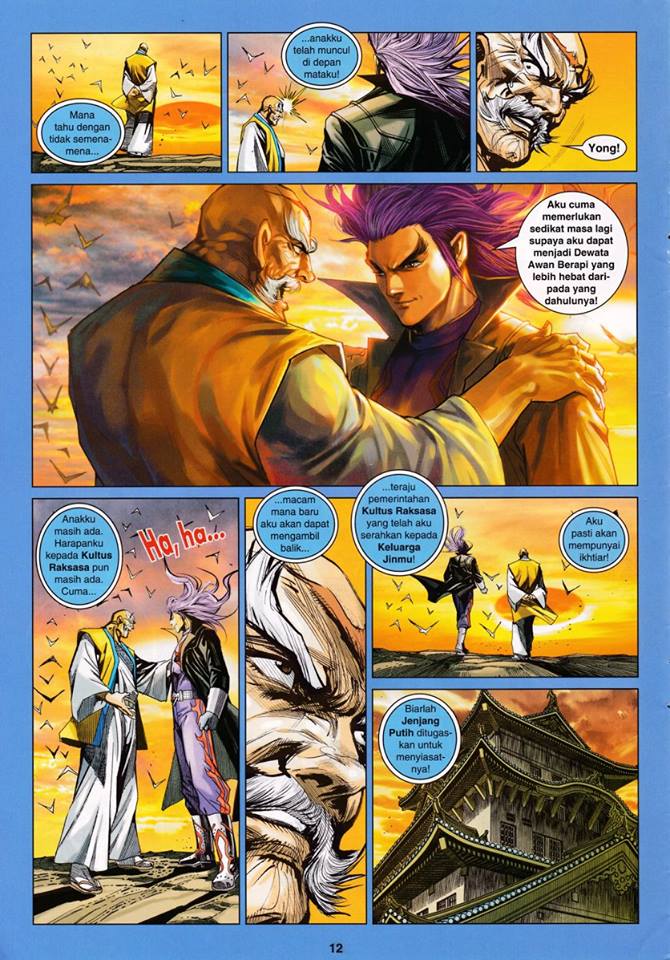 Mana
tahu dengan
tidak semena-
mena...
...anakku
telah muncul
di depan
mataku!
Yong!
Aku cuma
memerlukan
sedikat masa lagi
supaya aku dapat
menjadi Dewata
Awan Berapi yang
lebih hebat dari-
pada yang
dahulunya!
Anakku
masih ada.
Harapanku
kepada Kultus
Raksasa pun
masih ada.
Cuma...
Ha, ha...
...macam
mana baru
aku akan dapat
mengambil
balik...
...teraju
pemerintahan
Kultus Raksasa
yang telah aku
serahkan kepada
Keluarga
Jinmu!
Aku
pasti akan
mempunyai
ikhtiar!
Biarlah
Jenjang
Putih ditugas-
kan untuk
menyiasat-
nya!
12